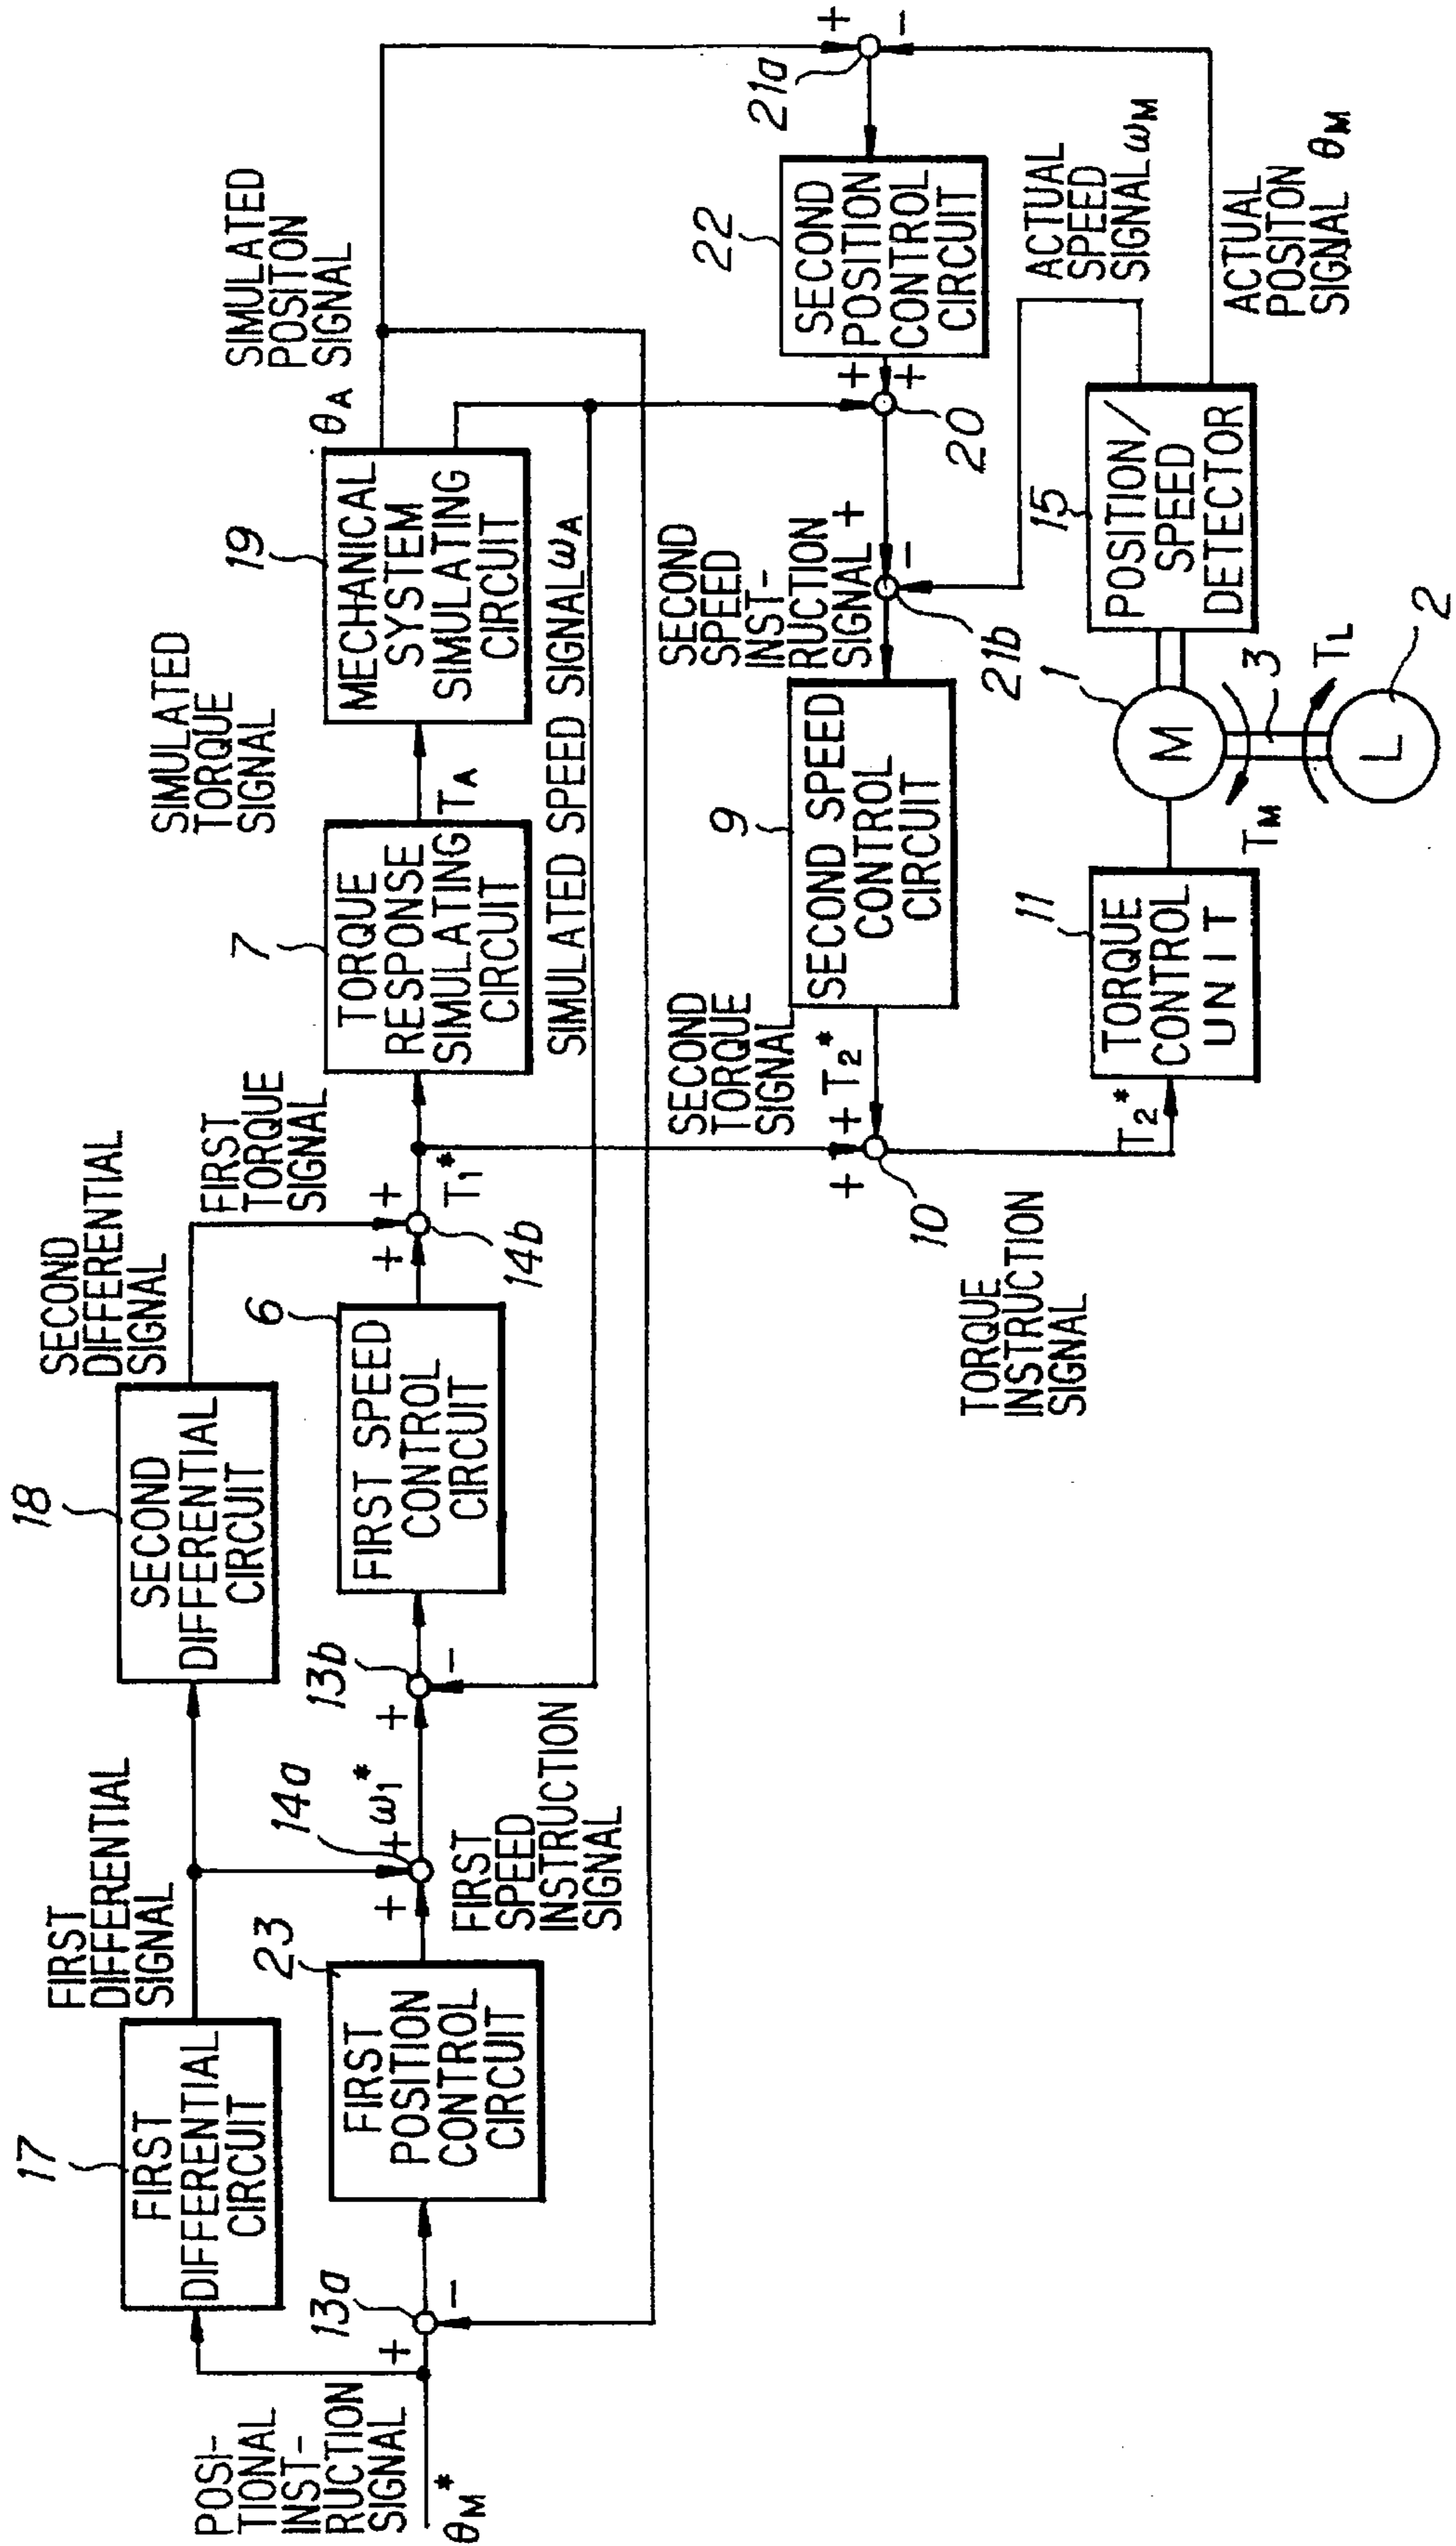 POSI-
TIONAL
INST-
RUCTION
SIGNAL
θM*
17
FIRST
DIFFERENTIAL
CIRCUIT
FIRST
DIFFERENTIAL
SIGNAL
18
SECOND
DIFFERENTIAL
CIRCUIT
SECOND
DIFFERENTIAL
SIGNAL
+
13a
-
23
FIRST
POSITION
CONTROL
CIRCUIT
+
14a
+
ω1*
FIRST
SPEED
INSTRUCTION
SIGNAL
+
13b
-
6
FIRST SPEED
CONTROL
CIRCUIT
+
+
14b
FIRST
TORQUE
SIGNAL
T1*
7
TORQUE
RESPONSE
SIMULATING
CIRCUIT
SIMULATED
TORQUE
SIGNAL
TA
19
MECHANICAL
SYSTEM
SIMULATING
CIRCUIT
θA
SIMULATED
POSITON
SIGNAL
SIMULATED SPEED SIGNAL ωA
+
-
21a
22
SECOND
POSITION
CONTROL
CIRCUIT
+
+
20
SECOND
SPEED
INST-
RUCTION
SIGNAL
+
-
21b
9
SECOND SPEED
CONTROL
CIRCUIT
SECOND
TORQUE
SIGNAL
+ T2*
+
10
TORQUE
INSTRUCTION
SIGNAL
T2*
11
TORQUE
CONTROL
UNIT
1
M
TM
3
TL
L
2
15
POSITION/
SPEED
DETECTOR
ACTUAL
SPEED
SIGNAL ωM
ACTUAL
POSITON
SIGNAL θM